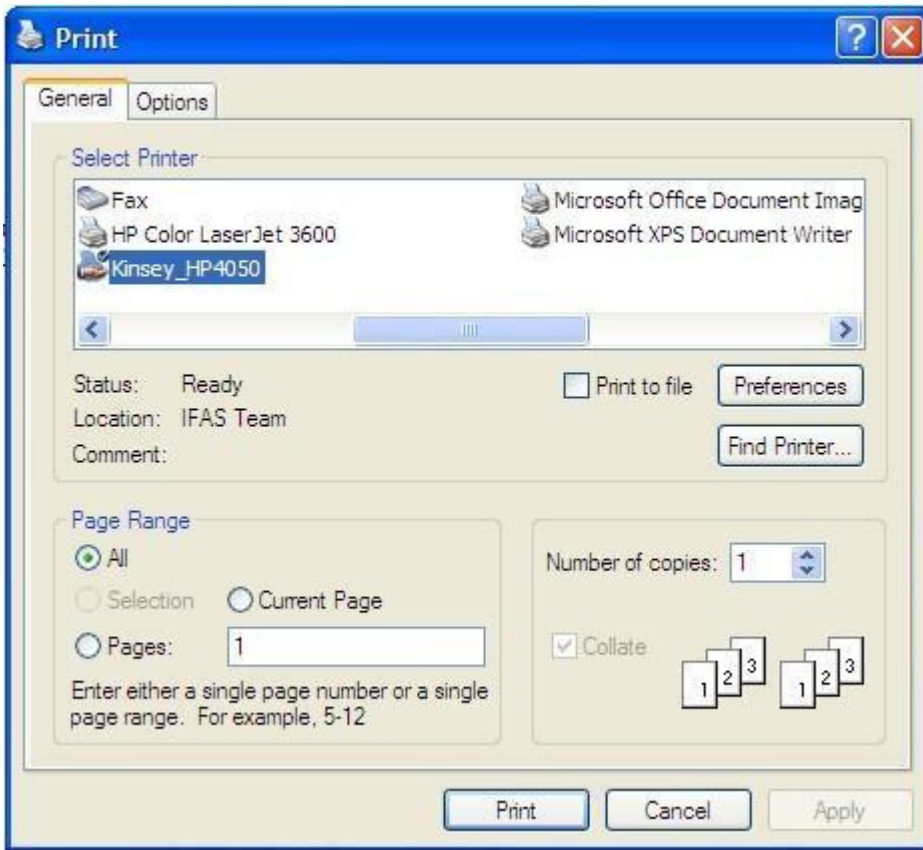 Print
General Options
Select Printer
Fax
HP Color LaserJet 3600
Kinsey_HP4050
Microsoft Office Document Imag
Microsoft XPS Document Writer
Status: Ready
Location: IFAS Team
Comment:
Print to file
Preferences
Find Printer...
Page Range
All
Selection Current Page
Pages: 1
Enter either a single page number or a single
page range. For example, 5-12
Number of copies: 1
Collate
1 2 3 1 2 3
Print Cancel Apply